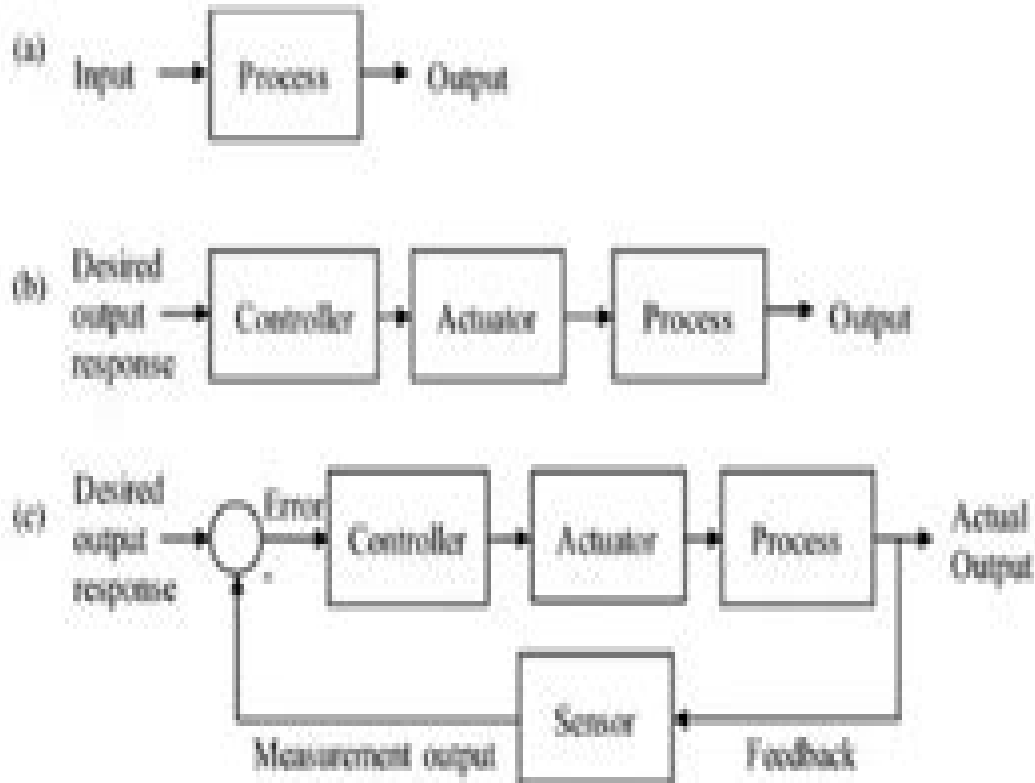 (a)
Input
Process
Output
(b)
Desired
output
response
Controller
Actuator
Process
Output
(c)
Desired
output
response
Error
Controller
Actuator
Process
Actual
Output
Sensor
Measurement output
Feedback